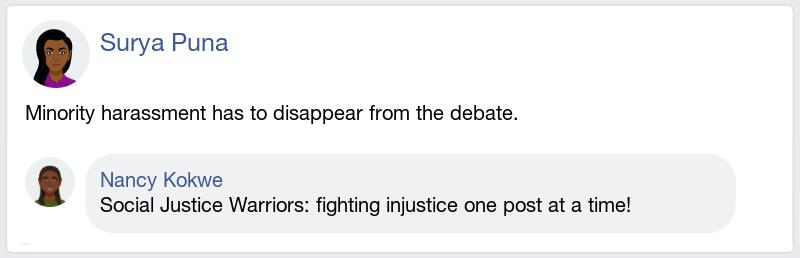 Surya Puna
Minority harassment has to disappear from the debate.
Nancy Kokwe
Social Justice Warriors: fighting injustice one post at a time!